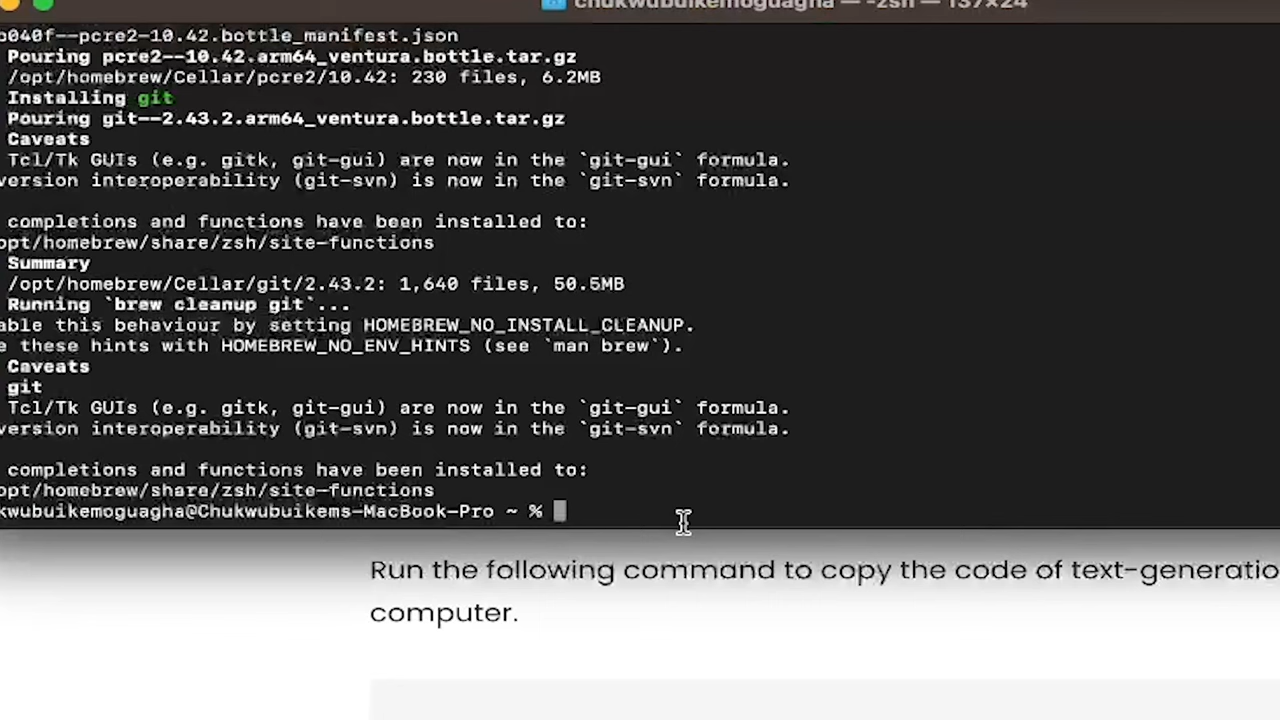 chukwubuikemoguagha — -zsh — 137×24
b040f--pcre2-10.42.bottle_manifest.json
Pouring pcre2--10.42.arm64_ventura.bottle.tar.gz
/opt/homebrew/Cellar/pcre2/10.42: 230 files, 6.2MB
Installing git
Pouring git--2.43.2.arm64_ventura.bottle.tar.gz
Caveats
Tcl/Tk GUIs (e.g. gitk, git-gui) are now in the `git-gui` formula.
version interoperability (git-svn) is now in the `git-svn` formula.
completions and functions have been installed to:
opt/homebrew/share/zsh/site-functions
Summary
/opt/homebrew/Cellar/git/2.43.2: 1,640 files, 50.5MB
Running `brew cleanup git`...
able this behaviour by setting HOMEBREW_NO_INSTALL_CLEANUP.
e these hints with HOMEBREW_NO_ENV_HINTS (see `man brew`).
Caveats
git
Tcl/Tk GUIs (e.g. gitk, git-gui) are now in the `git-gui` formula.
version interoperability (git-svn) is now in the `git-svn` formula.
completions and functions have been installed to:
opt/homebrew/share/zsh/site-functions
kwubuikemoguagha@Chukwubuikems-MacBook-Pro ~ %
Run the following command to copy the code of text-generatio
computer.